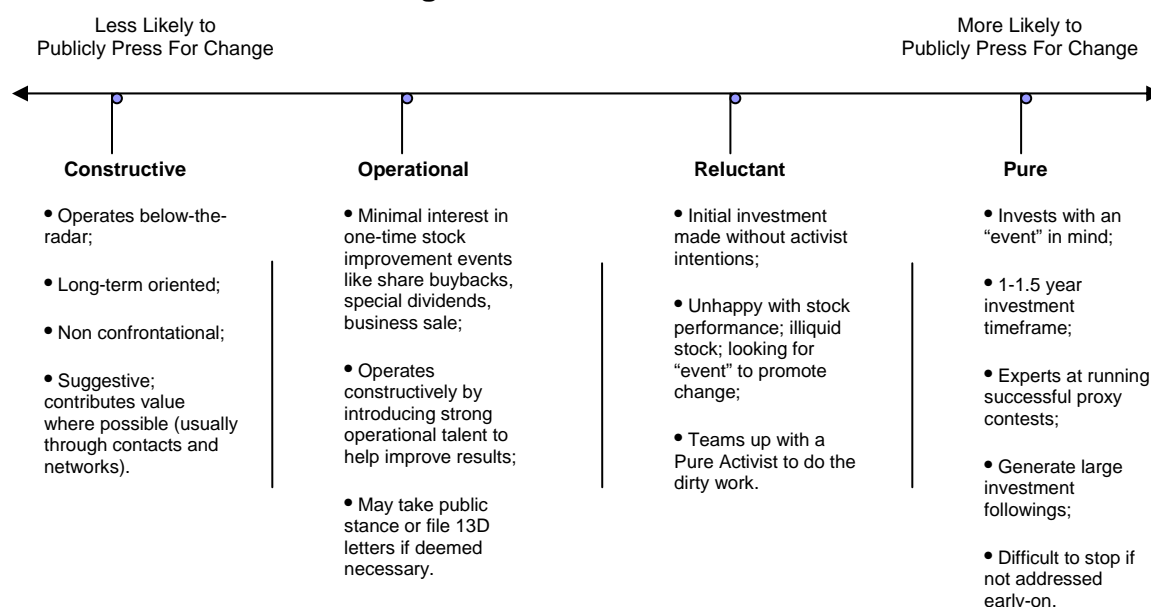 Less Likely to
Publicly Press For Change
More Likely to
Publicly Press For Change
Constructive
• Operates below-the-
radar;
• Long-term oriented;
• Non confrontational;
• Suggestive;
contributes value
where possible (usually
through contacts and
networks).
Operational
• Minimal interest in
one-time stock
improvement events
like share buybacks,
special dividends,
business sale;
• Operates
constructively by
introducing strong
operational talent to
help improve results;
• May take public
stance or file 13D
letters if deemed
necessary.
Reluctant
• Initial investment
made without activist
intentions;
• Unhappy with stock
performance; illiquid
stock; looking for
“event” to promote
change;
• Teams up with a
Pure Activist to do the
dirty work.
Pure
• Invests with an
“event” in mind;
• 1-1.5 year
investment
timeframe;
• Experts at running
successful proxy
contests;
• Generate large
investment
followings;
• Difficult to stop if
not addressed
early-on.